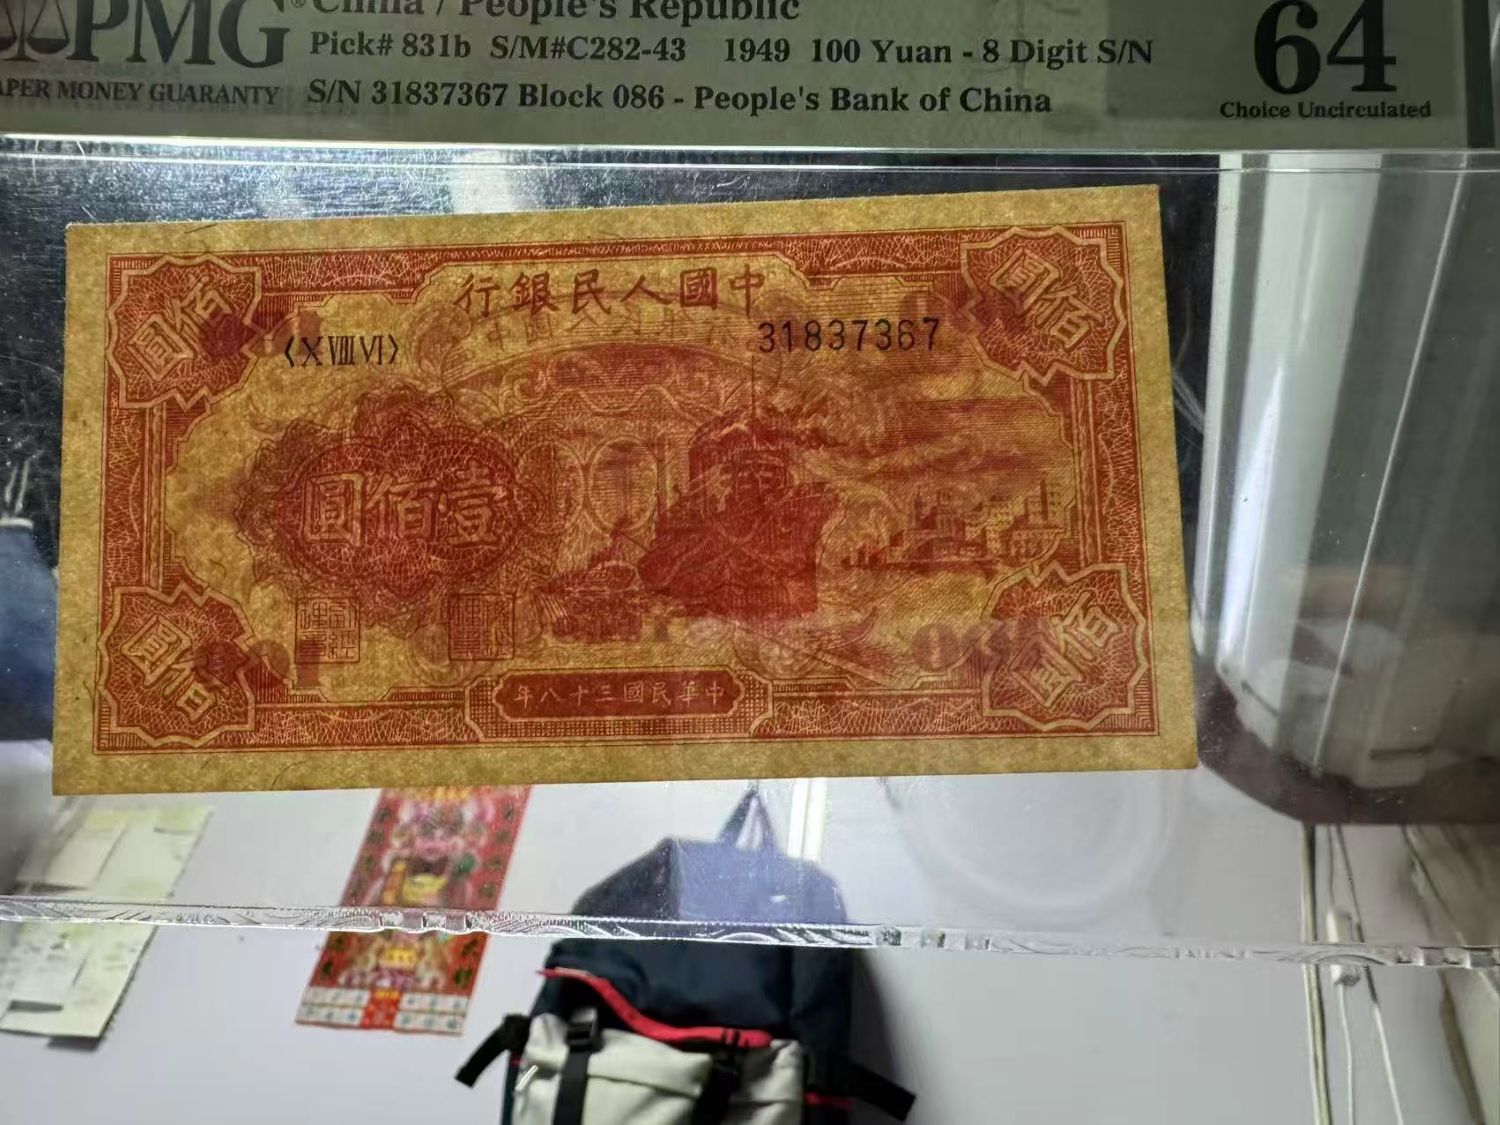 PMG
PAPER MONEY GUARANTY
China / People's Republic
Pick# 831b S/M#C282-43 1949 100 Yuan - 8 Digit S/N
S/N 31837367 Block 086 - People's Bank of China
64
Choice Uncirculated
中國人民銀行
佰圓
佰圓
〈X VIII VI〉
31837367
壹佰圓
佰圓
佰圓
中華民國三十八年